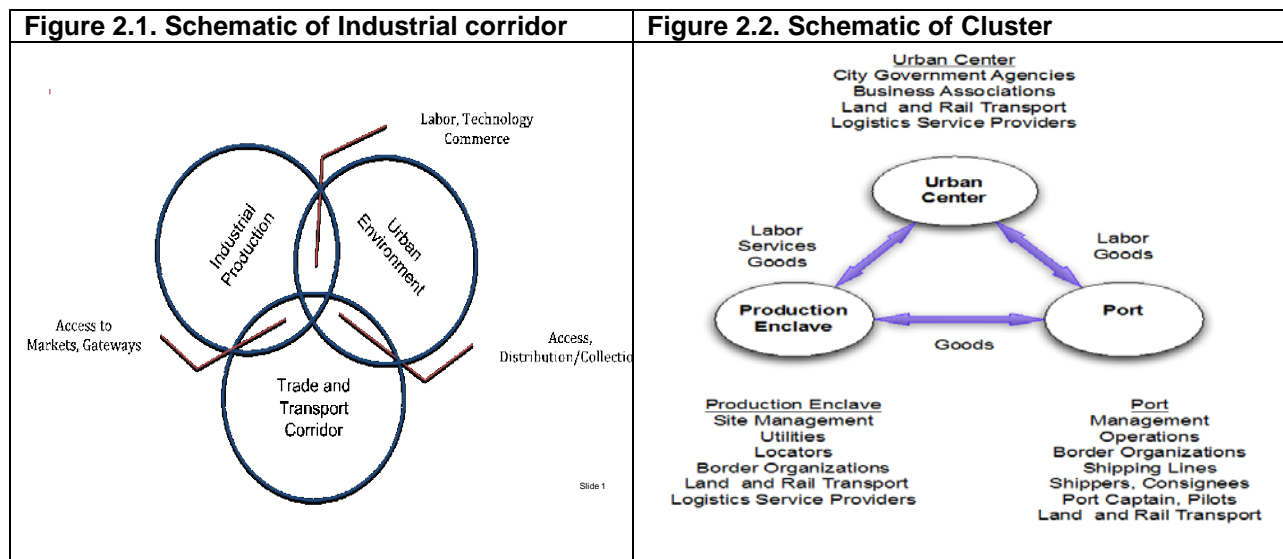 Figure 2.1. Schematic of Industrial corridor
Labor, Technology
Commerce
Industrial
Production
Urban
Environment
Access to
Markets, Gateways
Access,
Distribution/Collectio
Trade and
Transport
Corridor
Slide 1
Figure 2.2. Schematic of Cluster
Urban Center
City Government Agencies
Business Associations
Land and Rail Transport
Logistics Service Providers
Urban
Center
Labor
Services
Goods
Labor
Goods
Production
Enclave
Port
Goods
Production Enclave
Site Management
Utilities
Locators
Border Organizations
Land and Rail Transport
Logistics Service Providers
Port
Management
Operations
Border Organizations
Shipping Lines
Shippers, Consignees
Port Captain, Pilots
Land and Rail Transport